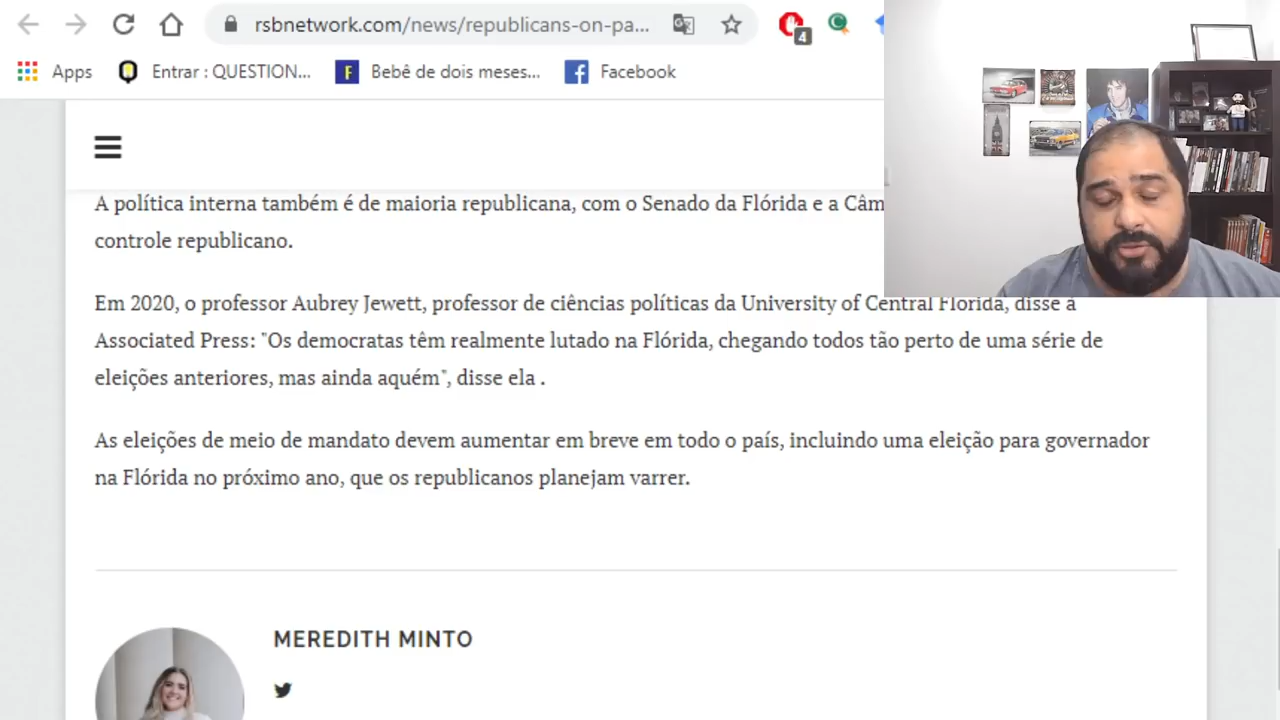 rsbnetwork.com/news/republicans-on-pa...
4
Apps Entrar : QUESTION... F Bebê de dois meses... Facebook
A política interna também é de maioria republicana, com o Senado da Flórida e a
controle republicano.
Em 2020, o professor Aubrey Jewett, professor de ciências políticas da University of Central Florida, disse à
Associated Press: "Os democratas têm realmente lutado na Flórida, chegando todos tão perto de uma série de
eleições anteriores, mas ainda aquém", disse ela .
As eleições de meio de mandato devem aumentar em breve em todo o país, incluindo uma eleição para governador
na Flórida no próximo ano, que os republicanos planejam varrer.
MEREDITH MINTO